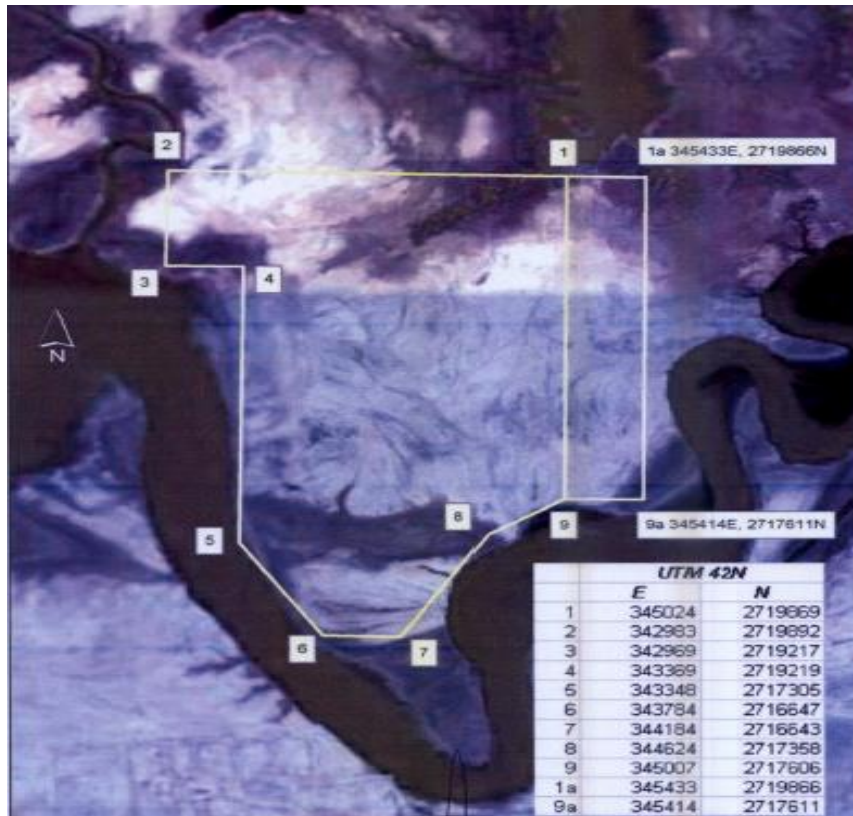 2
1
1a 345433E, 2719866N
3
4
N
5
8
9
9a 345414E, 2717611N
6
7
UTM 42N
E N
1 345024 2719869
2 342983 2719892
3 342969 2719217
4 343369 2719219
5 343348 2717305
6 343784 2716647
7 344184 2716643
8 344624 2717358
9 345007 2717606
1a 345433 2719866
9a 345414 2717611